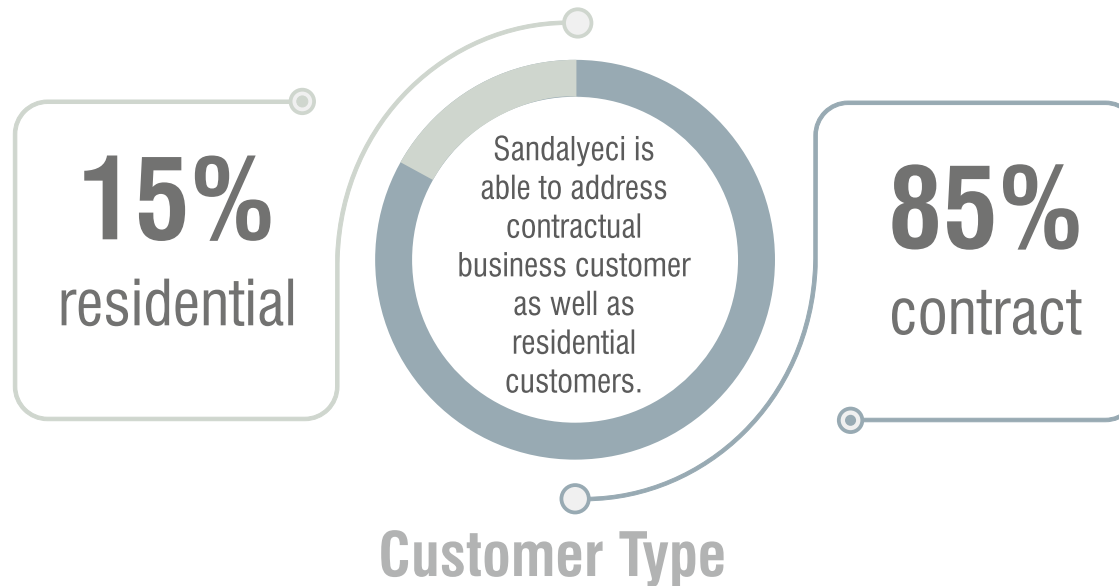 15%
residential
Sandalyeci is
able to address
contractual
business customer
as well as
residential
customers.
85%
contract
Customer Type